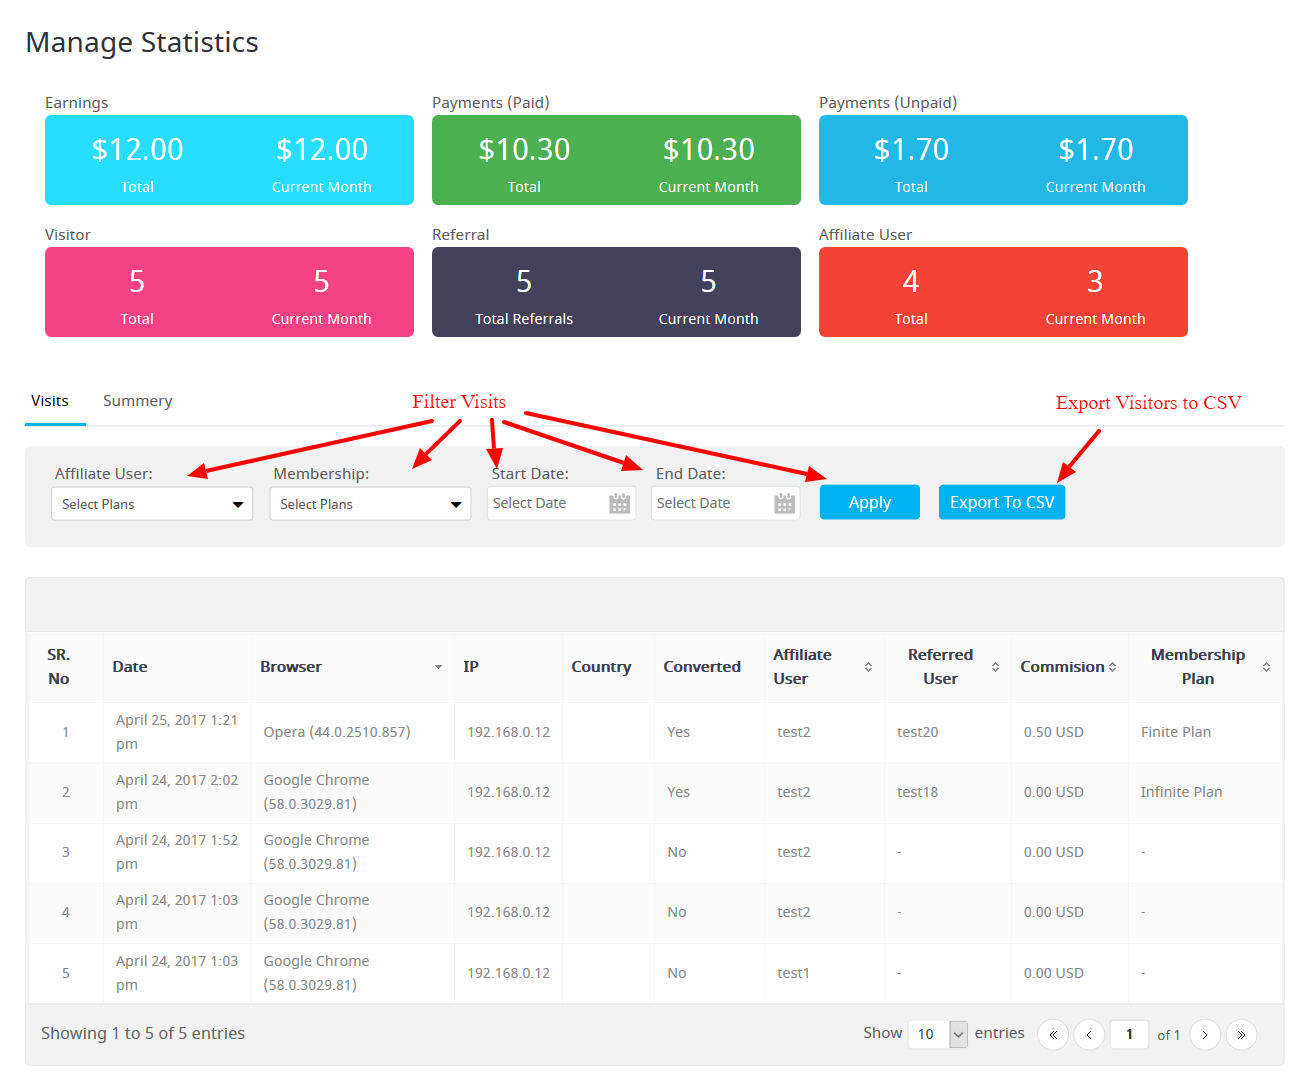 Manage Statistics
Earnings
$12.00 $12.00
Total Current Month
Payments (Paid)
$10.30 $10.30
Total Current Month
Payments (Unpaid)
$1.70 $1.70
Total Current Month
Visitor
5 5
Total Current Month
Referral
5 5
Total Referrals Current Month
Affiliate User
4 3
Total Current Month
Visits Summery
Filter Visits
Export Visitors to CSV
Affiliate User: Membership: Start Date: End Date:
Select Plans Select Plans Select Date Select Date Apply Export To CSV
SR. No Date Browser IP Country Converted Affiliate User Referred User Commision Membership Plan
1 April 25, 2017 1:21 pm Opera (44.0.2510.857) 192.168.0.12 Yes test2 test20 0.50 USD Finite Plan
2 April 24, 2017 2:02 pm Google Chrome (58.0.3029.81) 192.168.0.12 Yes test2 test18 0.00 USD Infinite Plan
3 April 24, 2017 1:52 pm Google Chrome (58.0.3029.81) 192.168.0.12 No test2 - 0.00 USD -
4 April 24, 2017 1:03 pm Google Chrome (58.0.3029.81) 192.168.0.12 No test2 - 0.00 USD -
5 April 24, 2017 1:03 pm Google Chrome (58.0.3029.81) 192.168.0.12 No test1 - 0.00 USD -
Showing 1 to 5 of 5 entries Show 10 entries « ‹ 1 of 1 › »